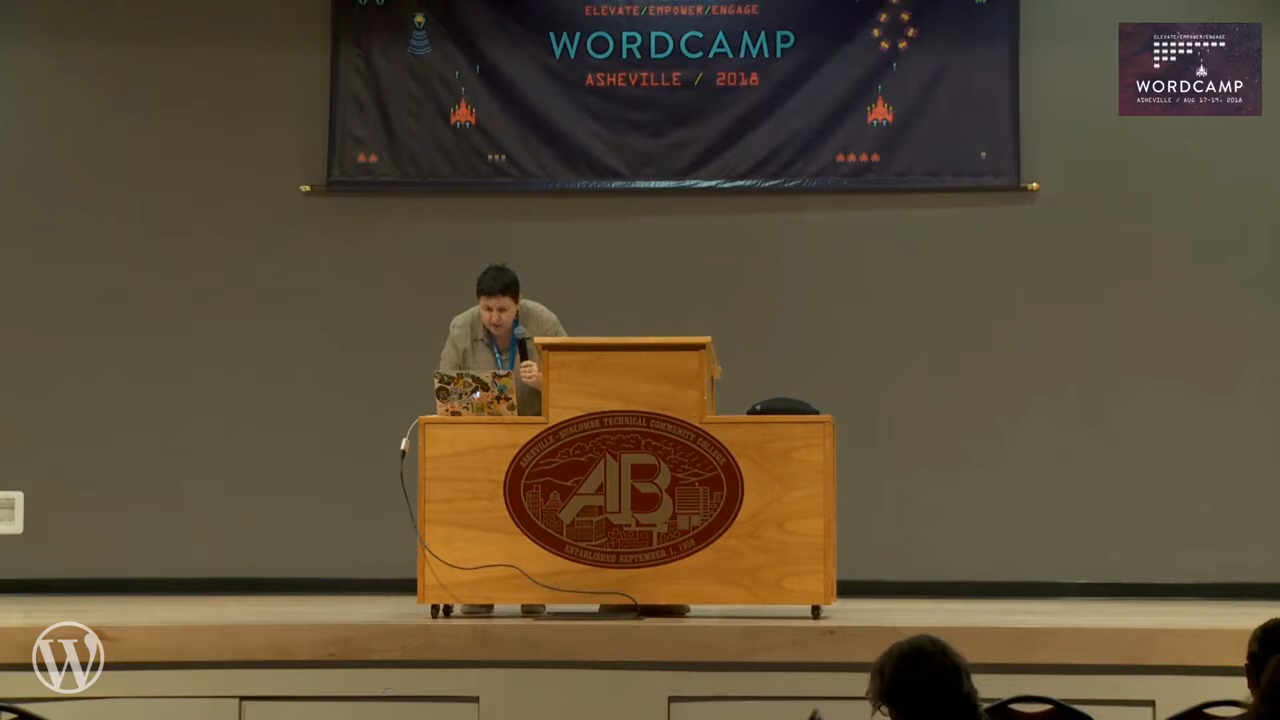 ELEVATE/EMPOWER/ENGAGE
WORDCAMP
ASHEVILLE / 2018
ELEVATE/EMPOWER/ENGAGE
WORDCAMP
ASHEVILLE / AUG 17-19, 2018
ASHEVILLE-BUNCOMBE TECHNICAL COMMUNITY COLLEGE
AB
ESTABLISHED SEPTEMBER 1, 1959
W